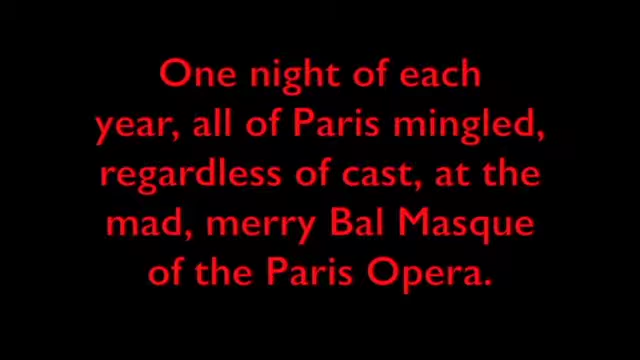 One night of each
year, all of Paris mingled,
regardless of cast, at the
mad, merry Bal Masque
of the Paris Opera.